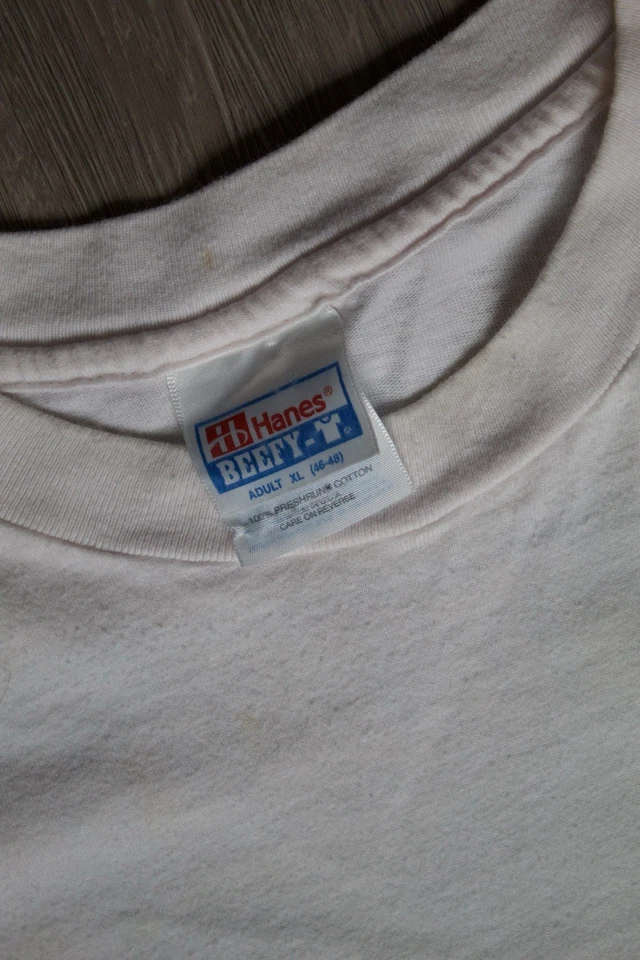 Hanes®
BEEFY-T®
ADULT XL (46-48)
100% PRESHRUNK COTTON
CARE ON REVERSE